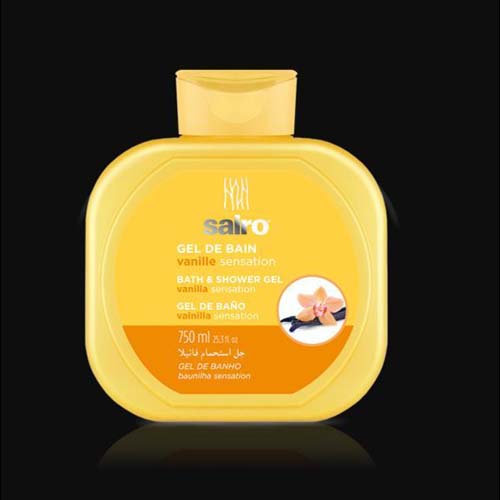 sairo
GEL DE BAIN
vanille sensation
BATH & SHOWER GEL
vanilla sensation
GEL DE BAÑO
vainilla sensation
750 ml 25,3 fl. oz
جل استحمام فانيلا
GEL DE BANHO
baunilha sensation